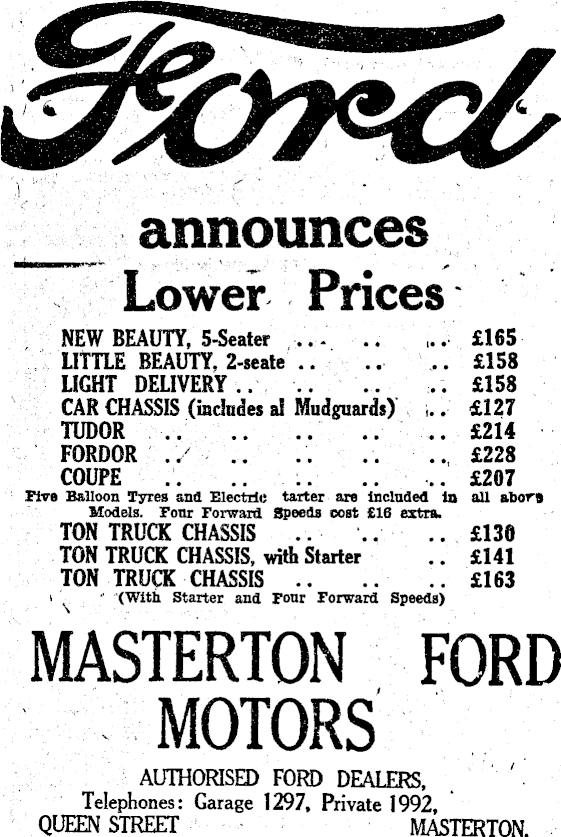 Ford
announces
Lower Prices
NEW BEAUTY, 5-Seater ... .. .. £165
LITTLE BEAUTY, 2-seate .. .. .. £158
LIGHT DELIVERY .. .. .. .. £158
CAR CHASSIS (includes al Mudguards) .. £127
TUDOR .. .. .. .. .. £214
FORDOR .. .. .. .. .. £228
COUPE .. .. .. .. .. £207
Five Balloon Tyres and Electric tarter are included in all above
Models. Four Forward Speeds cost £16 extra.
TON TRUCK CHASSIS .. .. .. £130
TON TRUCK CHASSIS, with Starter .. £141
TON TRUCK CHASSIS .. .. .. £163
(With Starter and Four Forward Speeds)
MASTERTON FORD
MOTORS
AUTHORISED FORD DEALERS,
Telephones: Garage 1297, Private 1992,
QUEEN STREET MASTERTON.